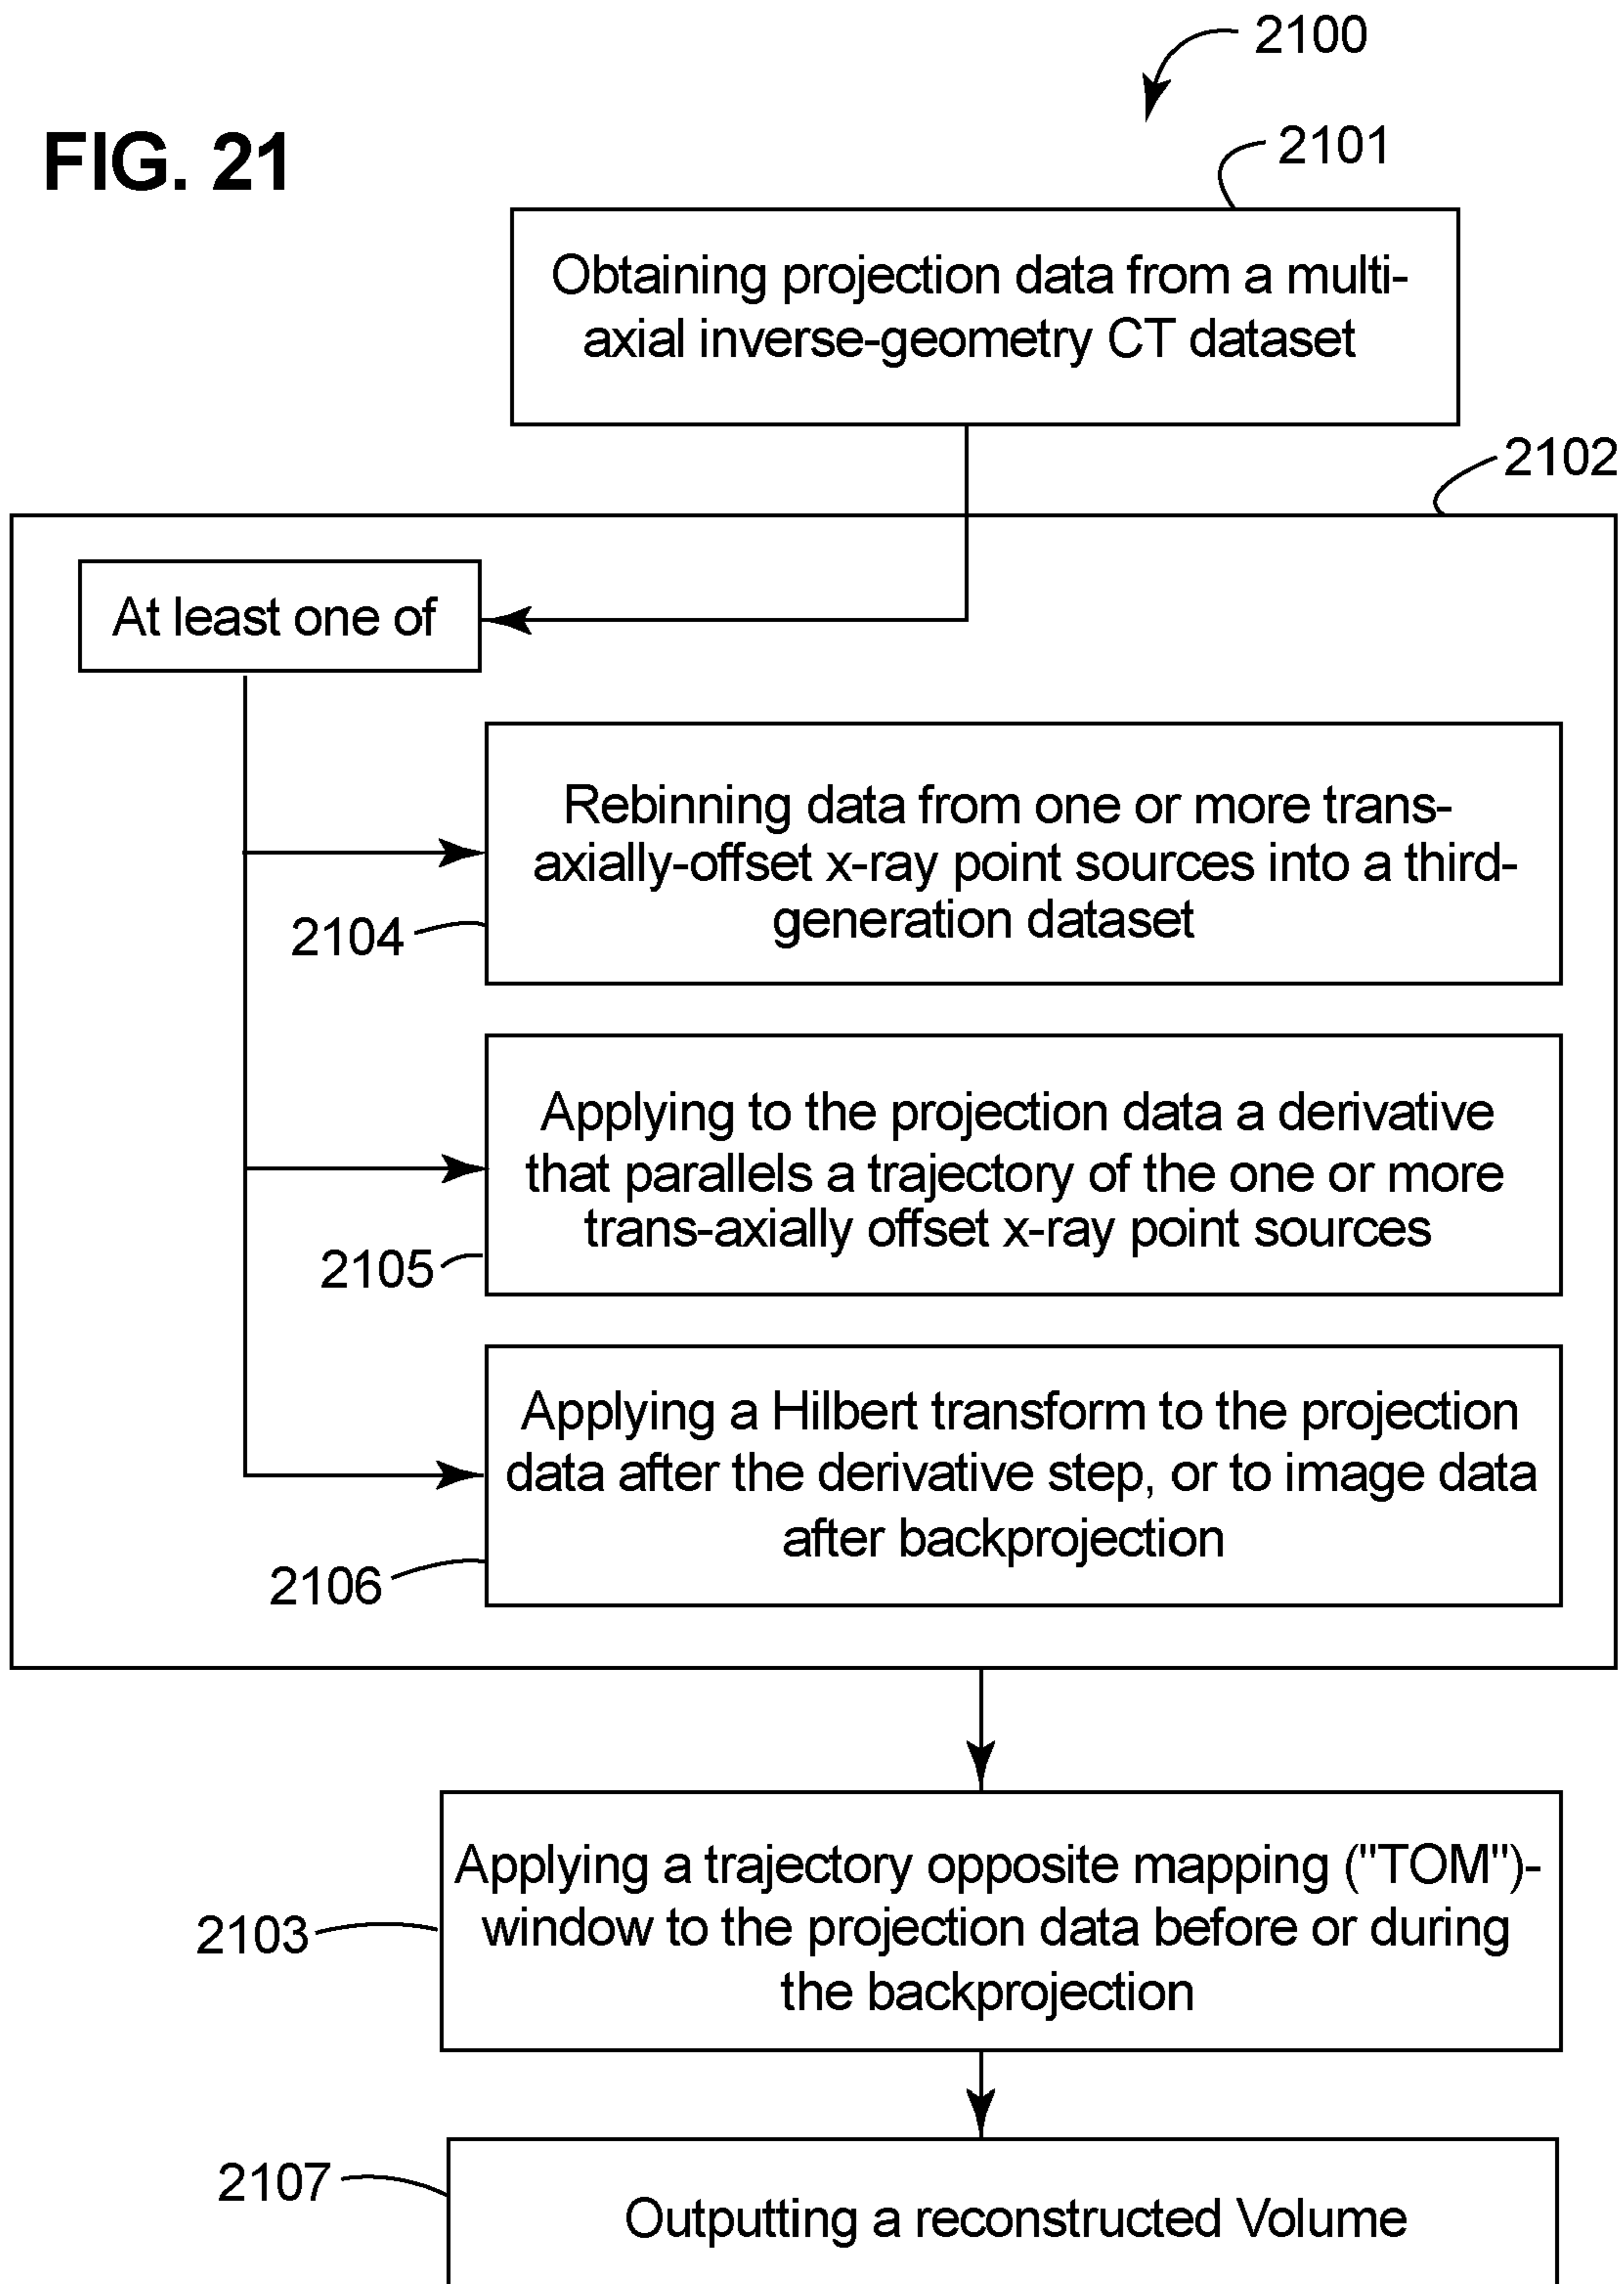 2100
FIG. 21
2101
Obtaining projection data from a multi-
axial inverse-geometry CT dataset
2102
At least one of
Rebinning data from one or more trans-
axially-offset x-ray point sources into a third-
generation dataset
2104
Applying to the projection data a derivative
that parallels a trajectory of the one or more
trans-axially offset x-ray point sources
2105
Applying a Hilbert transform to the projection
data after the derivative step, or to image data
after backprojection
2106
Applying a trajectory opposite mapping ("TOM")-
window to the projection data before or during
the backprojection
2103
2107
Outputting a reconstructed Volume